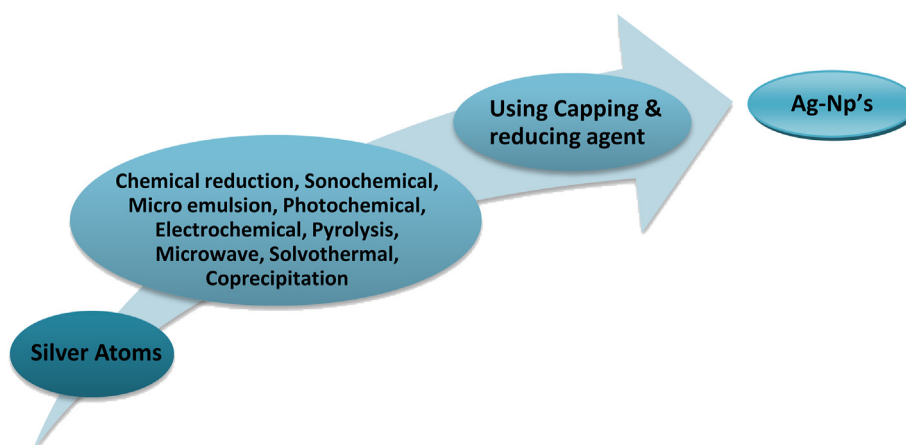 Using Capping &
reducing agent
Ag-Np's
Chemical reduction, Sonochemical,
Micro emulsion, Photochemical,
Electrochemical, Pyrolysis,
Microwave, Solvothermal,
Coprecipitation
Silver Atoms